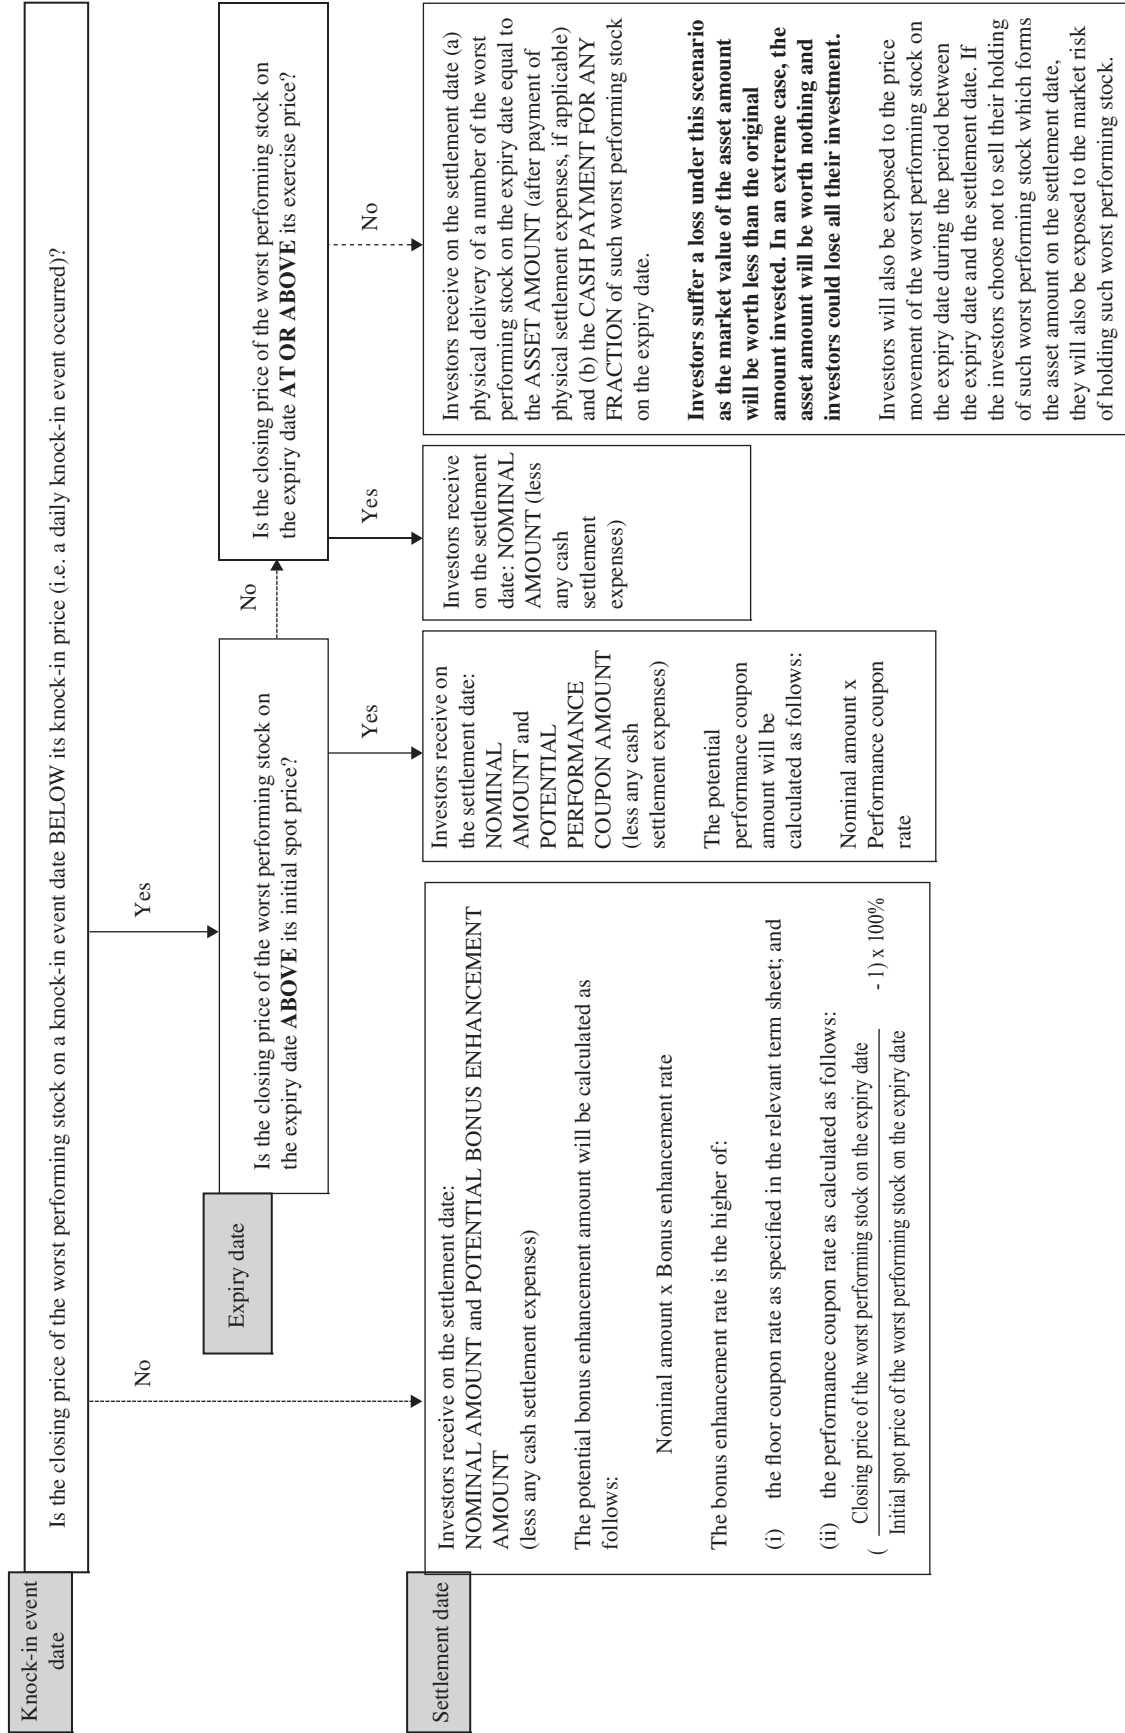 Knock-in event
date
Is the closing price of the worst performing stock on a knock-in event date BELOW its knock-in price (i.e. a daily knock-in event occurred)?
No
Yes
Expiry date
Is the closing price of the worst performing stock on
the expiry date ABOVE its initial spot price?
No
Is the closing price of the worst performing stock on
the expiry date AT OR ABOVE its exercise price?
Yes
Yes
No
Settlement date
Investors receive on the settlement date:
NOMINAL AMOUNT and POTENTIAL BONUS ENHANCEMENT
AMOUNT
(less any cash settlement expenses)
The potential bonus enhancement amount will be calculated as
follows:
Nominal amount x Bonus enhancement rate
The bonus enhancement rate is the higher of:
(i) the floor coupon rate as specified in the relevant term sheet; and
(ii) the performance coupon rate as calculated as follows:
Closing price of the worst performing stock on the expiry date
( - 1) x 100%
Initial spot price of the worst performing stock on the expiry date
Investors receive on
the settlement date:
NOMINAL
AMOUNT and
POTENTIAL
PERFORMANCE
COUPON AMOUNT
(less any cash
settlement expenses)
The potential
performance coupon
amount will be
calculated as follows:
Nominal amount x
Performance coupon
rate
Investors receive
on the settlement
date: NOMINAL
AMOUNT (less
any cash
settlement
expenses)
Investors receive on the settlement date (a)
physical delivery of a number of the worst
performing stock on the expiry date equal to
the ASSET AMOUNT (after payment of
physical settlement expenses, if applicable)
and (b) the CASH PAYMENT FOR ANY
FRACTION of such worst performing stock
on the expiry date.
Investors suffer a loss under this scenario
as the market value of the asset amount
will be worth less than the original
amount invested. In an extreme case, the
asset amount will be worth nothing and
investors could lose all their investment.
Investors will also be exposed to the price
movement of the worst performing stock on
the expiry date during the period between
the expiry date and the settlement date. If
the investors choose not to sell their holding
of such worst performing stock which forms
the asset amount on the settlement date,
they will also be exposed to the market risk
of holding such worst performing stock.